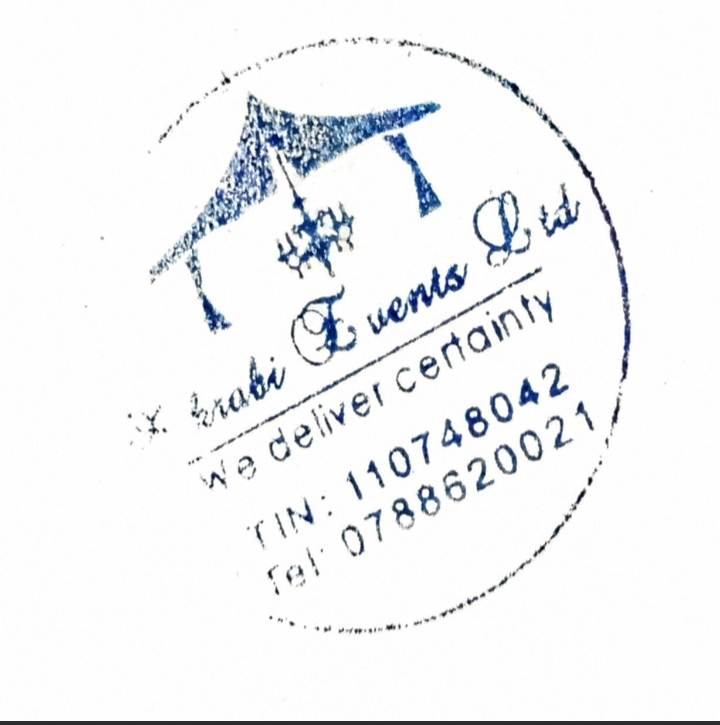 Events Ltd
We deliver certainty
TIN: 110748042
Tel: 0788620021